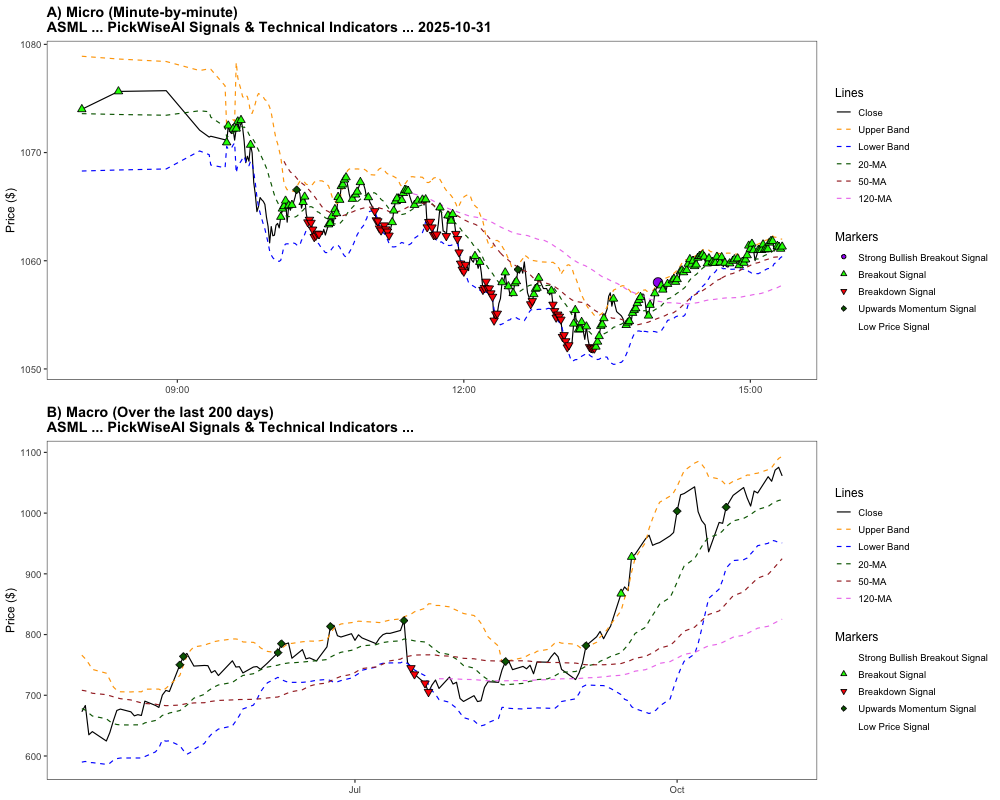 A) Micro (Minute-by-minute)
ASML ... PickWiseAI Signals & Technical Indicators ... 2025-10-31
Price ($)
1080
1070
1060
1050
09:00
12:00
15:00
Lines
Close
Upper Band
Lower Band
20-MA
50-MA
120-MA
Markers
Strong Bullish Breakout Signal
Breakout Signal
Breakdown Signal
Upwards Momentum Signal
Low Price Signal
B) Macro (Over the last 200 days)
ASML ... PickWiseAI Signals & Technical Indicators ...
Price ($)
1100
1000
900
800
700
600
Jul
Oct
Lines
Close
Upper Band
Lower Band
20-MA
50-MA
120-MA
Markers
Strong Bullish Breakout Signal
Breakout Signal
Breakdown Signal
Upwards Momentum Signal
Low Price Signal